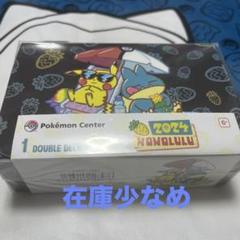 Pokémon Center
2024
HONOLULU
1 DOUBLE DECK
在庫少なめ